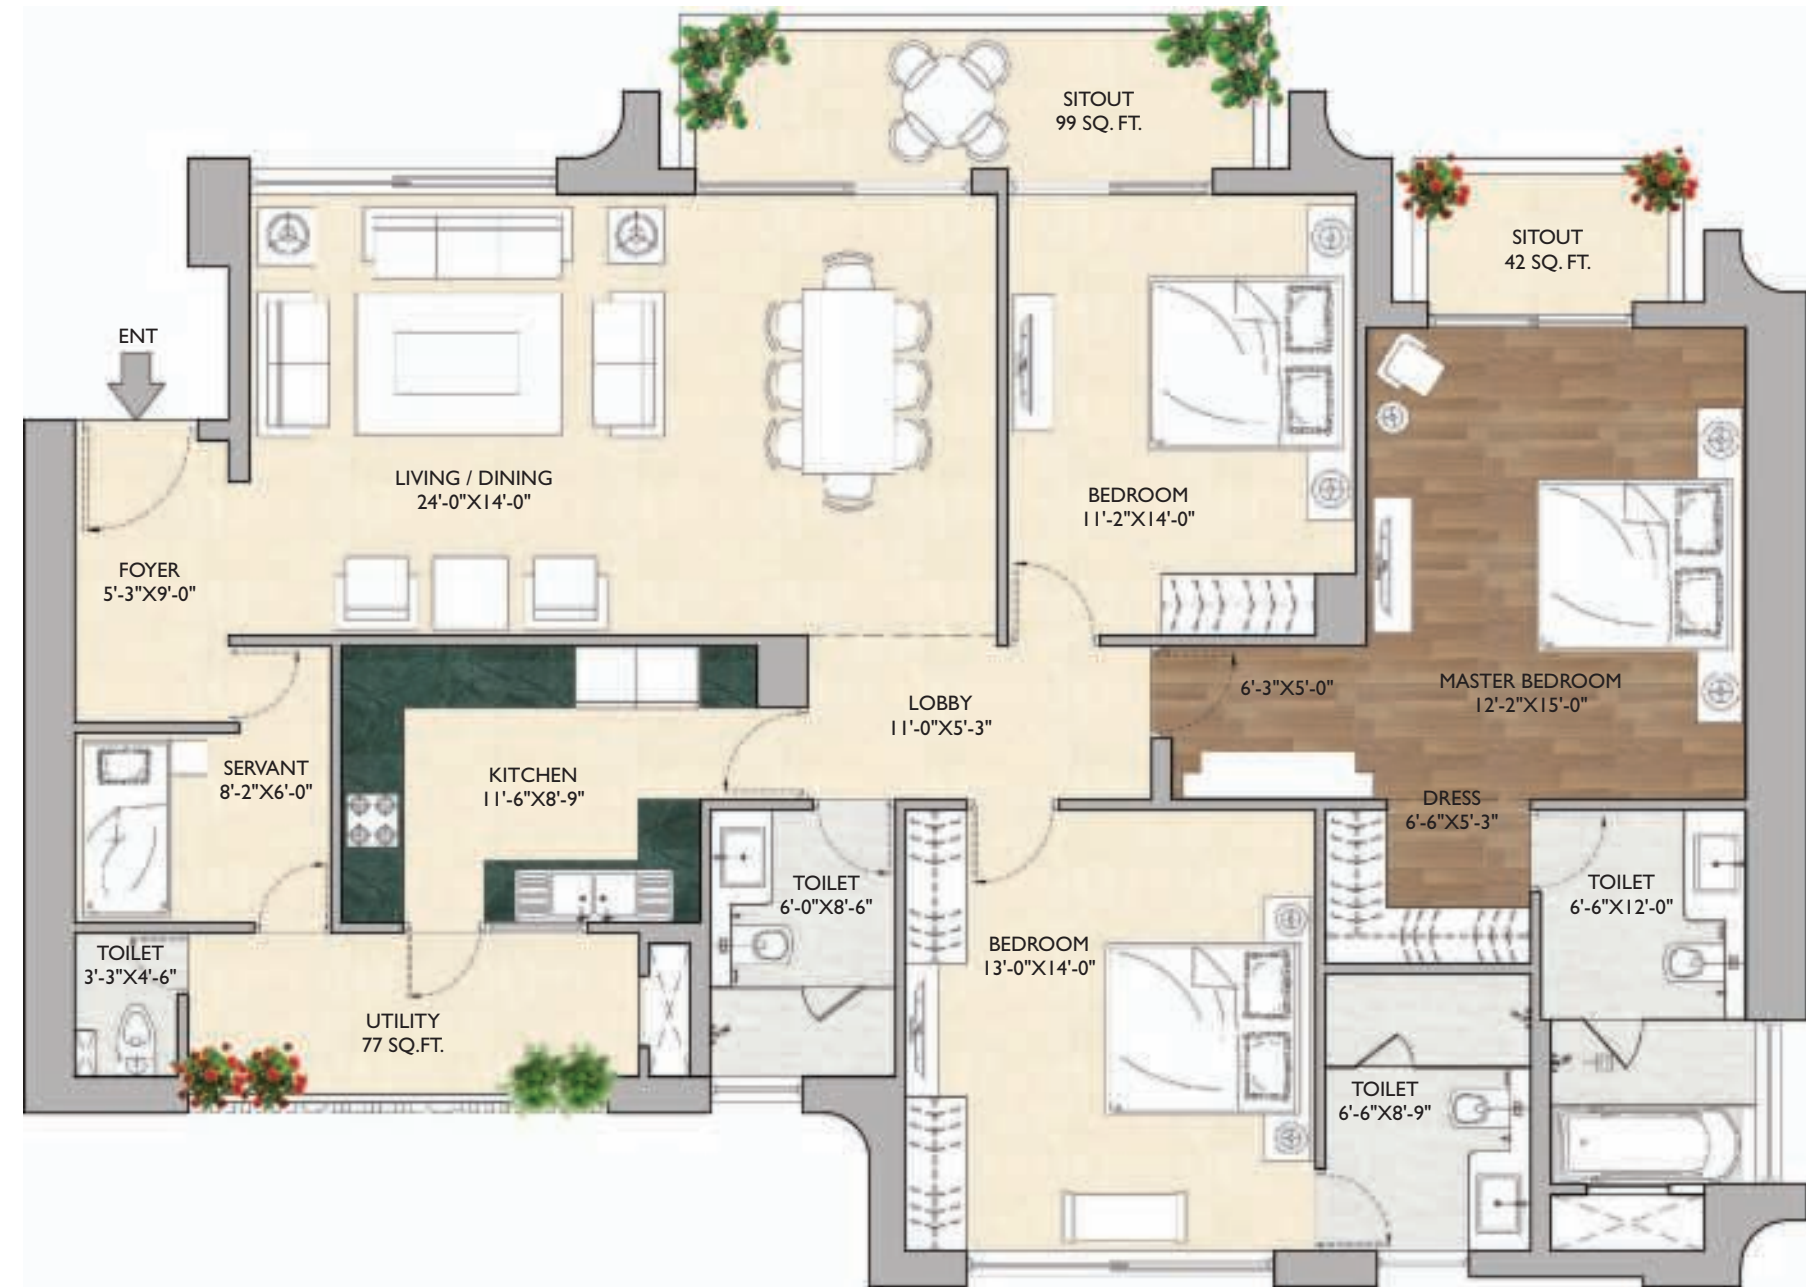 SITOUT
99 SQ. FT.
SITOUT
42 SQ. FT.
ENT
LIVING / DINING
24'-0"X14'-0"
BEDROOM
11'-2"X14'-0"
FOYER
5'-3"X9'-0"
MASTER BEDROOM
12'-2"X15'-0"
6'-3"X5'-0"
LOBBY
11'-0"X5'-3"
SERVANT
8'-2"X6'-0"
KITCHEN
11'-6"X8'-9"
DRESS
6'-6"X5'-3"
TOILET
6'-0"X8'-6"
TOILET
6'-6"X12'-0"
BEDROOM
13'-0"X14'-0"
TOILET
3'-3"X4'-6"
UTILITY
77 SQ.FT.
TOILET
6'-6"X8'-9"